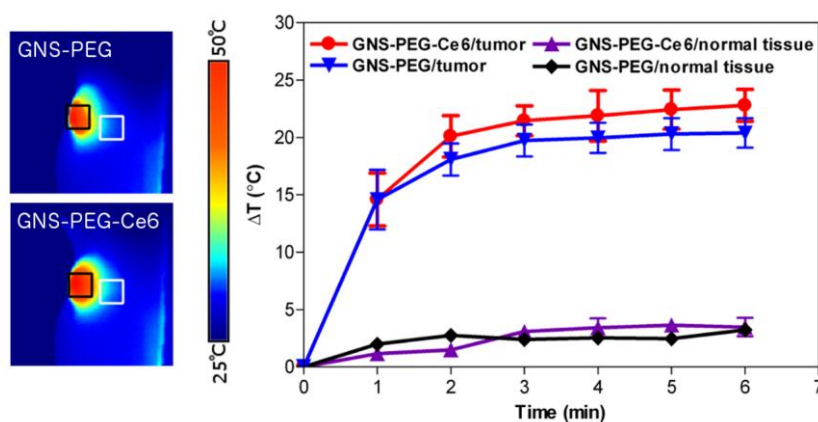 GNS-PEG
GNS-PEG-Ce6
50℃
25℃
GNS-PEG-Ce6/tumor
GNS-PEG/tumor
GNS-PEG-Ce6/normal tissue
GNS-PEG/normal tissue
ΔT (°C)
30
25
20
15
10
5
0
0 1 2 3 4 5 6 7
Time (min)